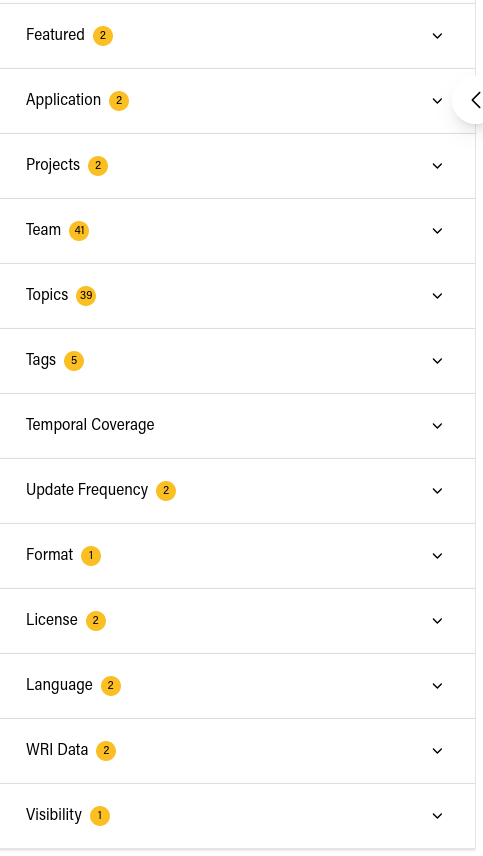 Featured 2
Application 2
Projects 2
Team 41
Topics 39
Tags 5
Temporal Coverage
Update Frequency 2
Format 1
License 2
Language 2
WRI Data 2
Visibility 1